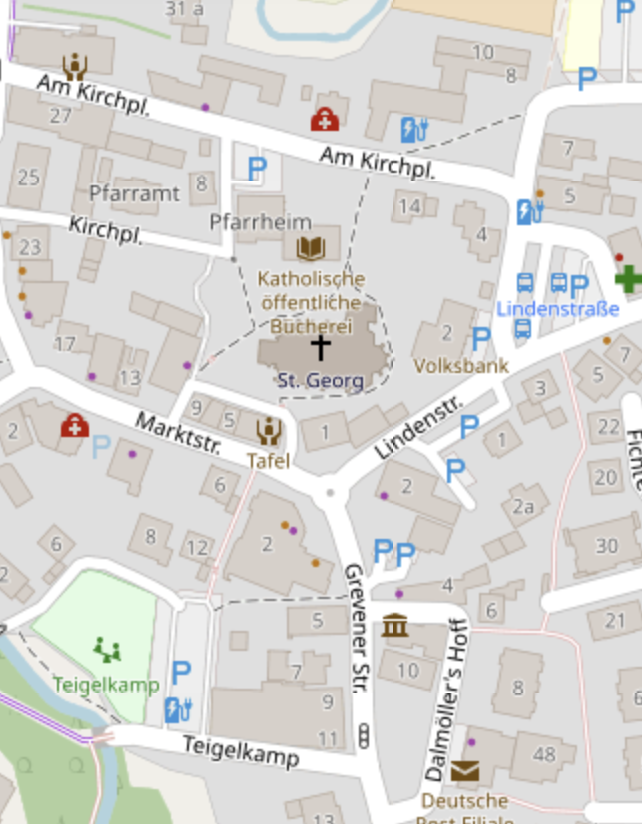 31 a
P
10
8
P
Am Kirchpl.
27
Am Kirchpl.
P
7
25
Pfarramt
8
5
14
Pfarrheim
4
Kirchpl.
23
Katholische
öffentliche
Bücherei
P
Lindenstraße
2
P
Volksbank
17
13
St. Georg
7
5
3
9
5
1
Lindenstr.
P
1
22
2
P
Marktstr.
Tafel
P
20
6
2
2a
8
12
2
6
30
P P
Grevener Str.
4
6
5
21
Teigelkamp
P
7
10
8
9
Dalmöller's Hoff
11
Teigelkamp
48
Deutsche
13